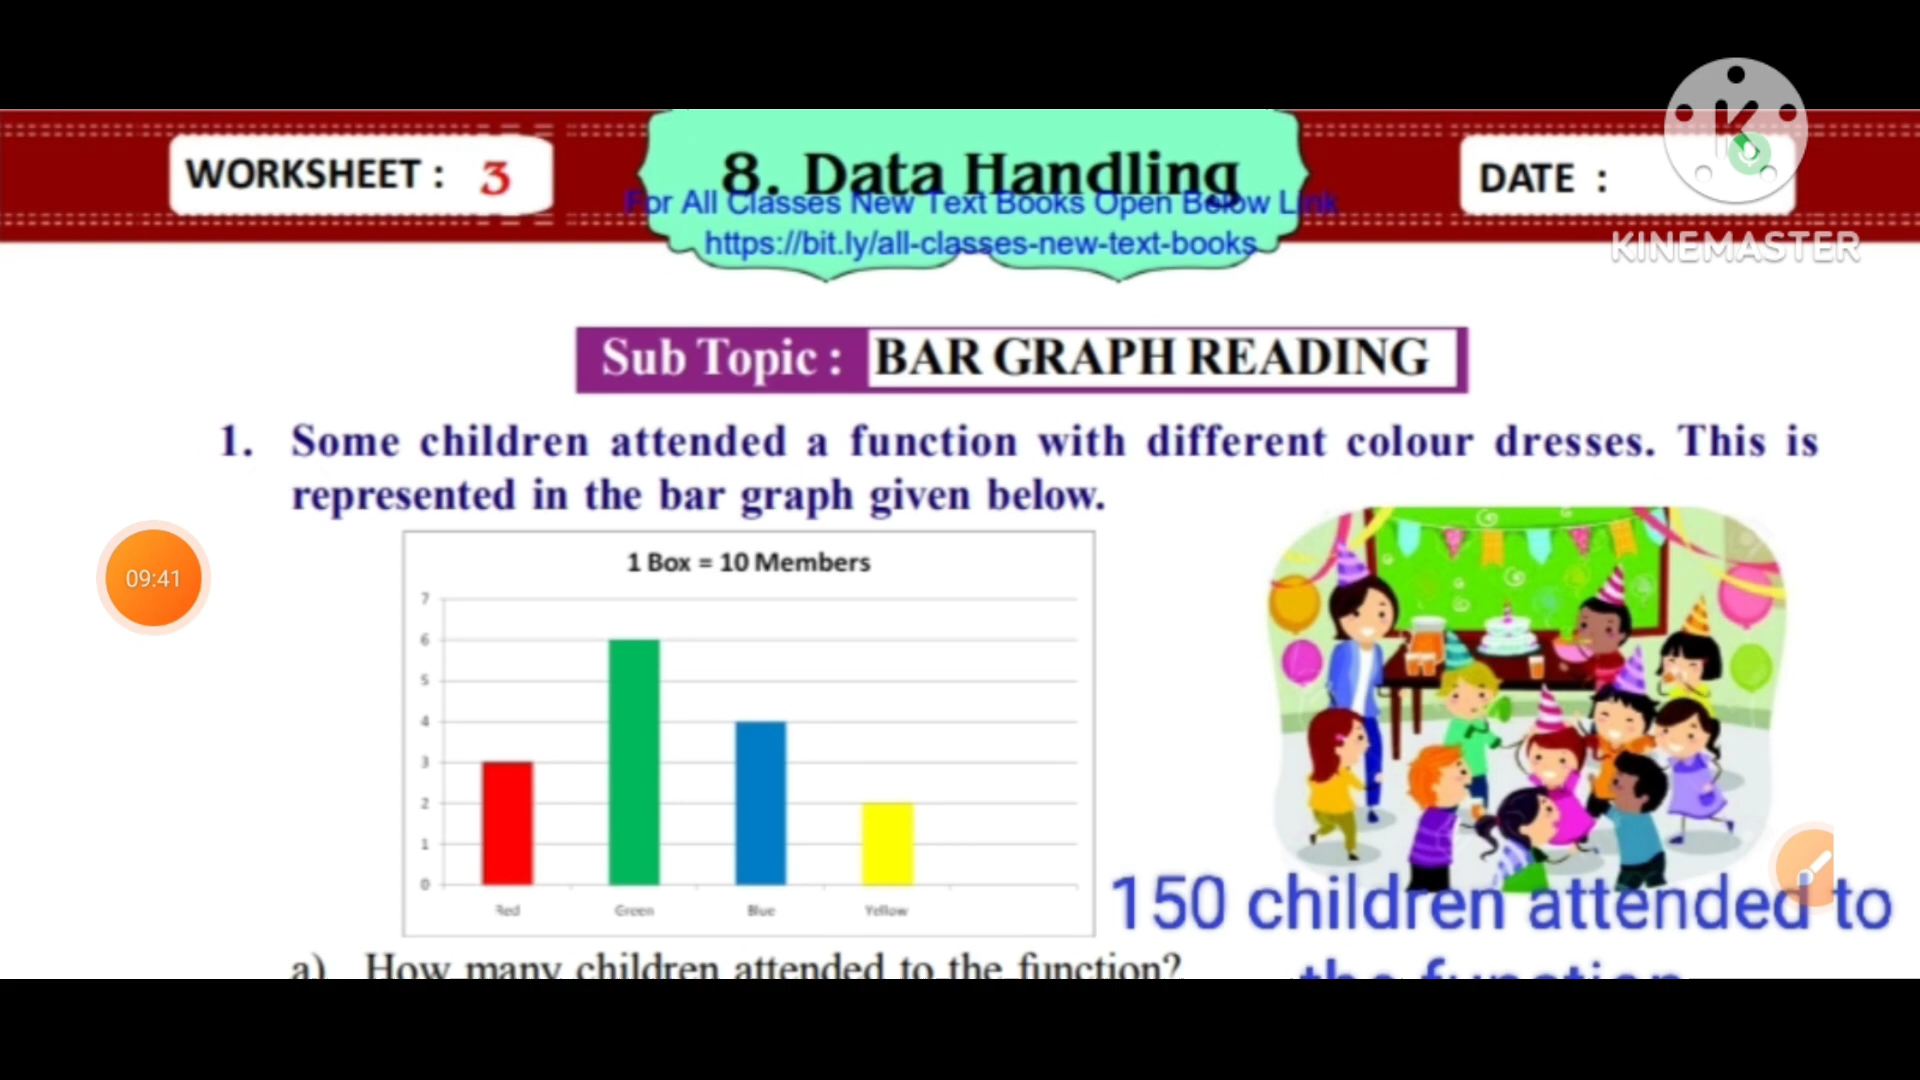 WORKSHEET : 3
8. Data Handling
DATE :
For All Classes New Text Books Open Below Link
https://bit.ly/all-classes-new-text-books
KINEMASTER
Sub Topic : BAR GRAPH READING
1. Some children attended a function with different colour dresses. This is
represented in the bar graph given below.
09:41
1 Box = 10 Members
7
6
5
4
3
2
1
0
Red Green Blue Yellow
150 children attended to
the function
a) How many children attended to the function?